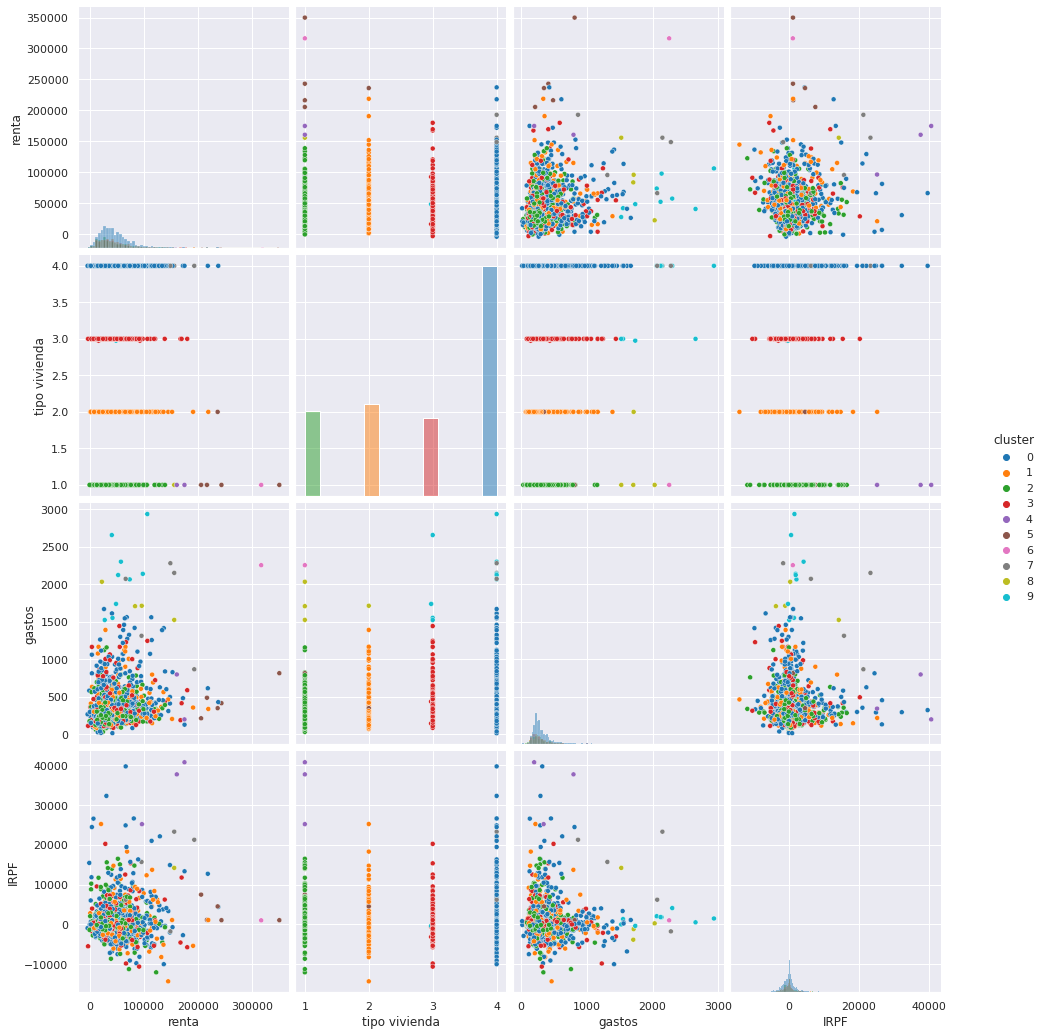 350000
300000
250000
200000
150000
100000
50000
0
renta
4.0
3.5
3.0
2.5
2.0
1.5
1.0
tipo vivienda
3000
2500
2000
1500
1000
500
0
gastos
40000
30000
20000
10000
0
−10000
IRPF
0 100000 200000 300000
renta
1 2 3 4
tipo vivienda
0 1000 2000 3000
gastos
0 20000 40000
IRPF
cluster
0
1
2
3
4
5
6
7
8
9